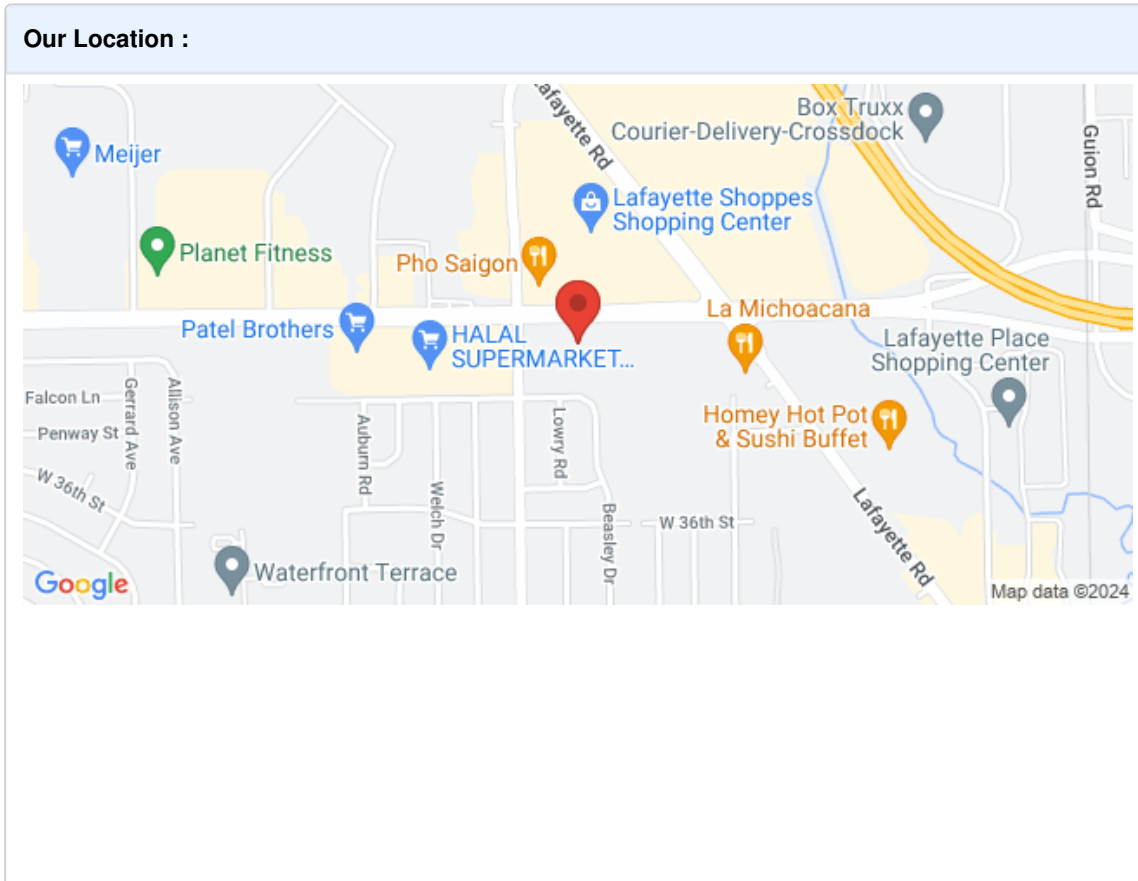 Our Location :
Lafayette Rd
Box Truxx
Courier-Delivery-Crossdock
Guion Rd
Meijer
Lafayette Shoppes
Shopping Center
Planet Fitness
Pho Saigon
La Michoacana
Patel Brothers
HALAL
SUPERMARKET...
Lafayette Place
Shopping Center
Falcon Ln
Gerrard Ave
Allison Ave
Penway St
Auburn Rd
Lowry Rd
Homey Hot Pot
& Sushi Buffet
W 36th St
Welch Dr
Beasley Dr
W 36th St
Lafayette Rd
Waterfront Terrace
Google
Map data ©2024